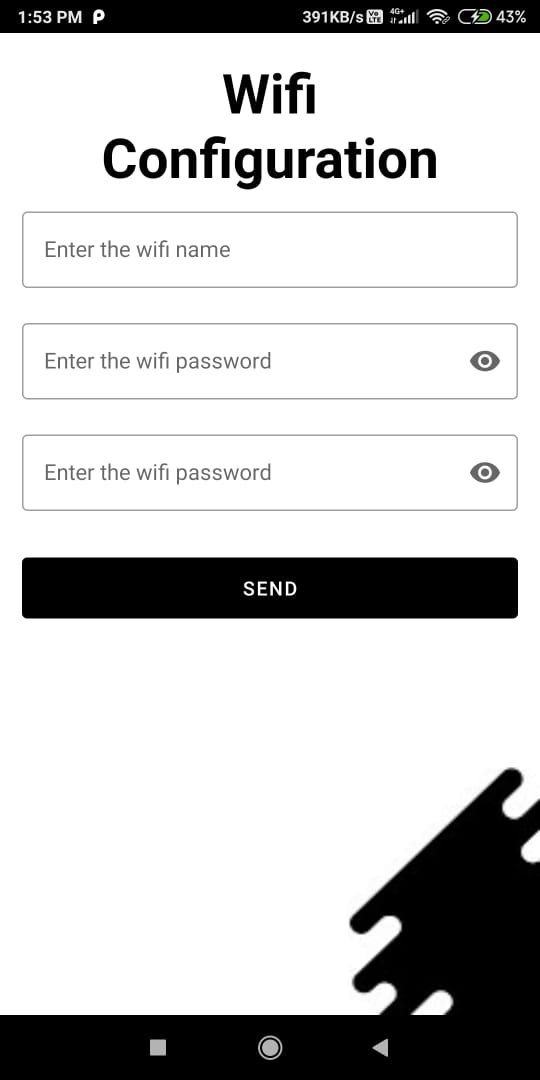 1:53 PM P 391KB/s Vo LTE 4G+ 43%
Wifi
Configuration
Enter the wifi name
Enter the wifi password
Enter the wifi password
SEND